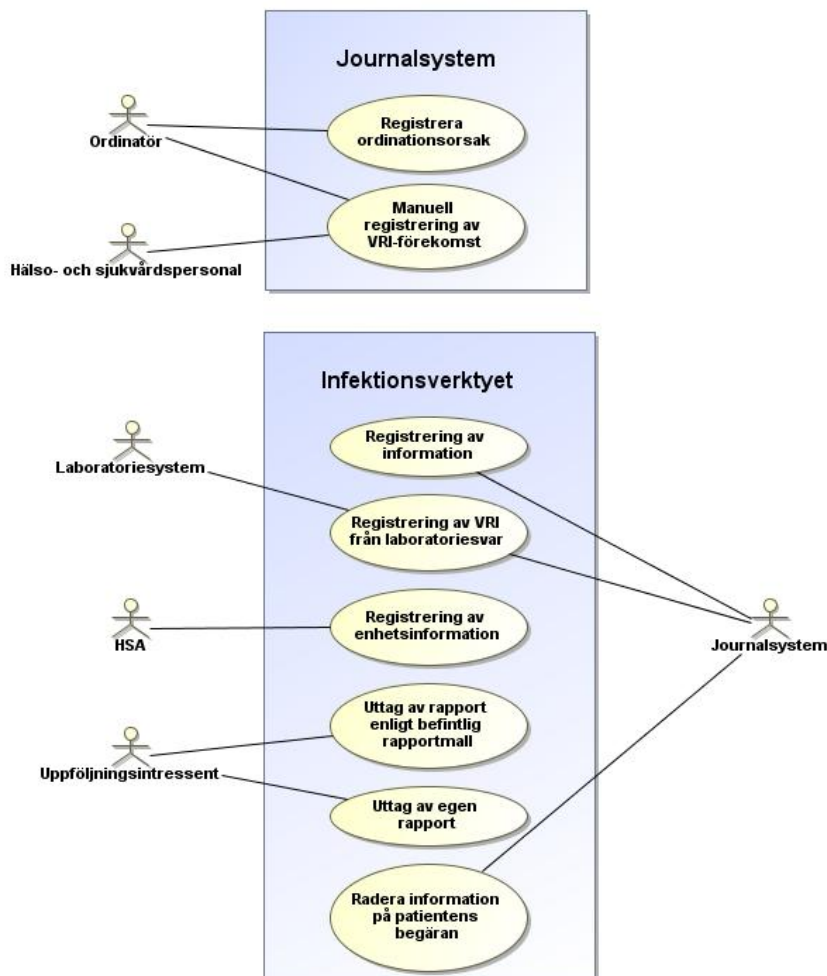 Journalsystem
Ordinatör
Registrera
ordinationsorsak
Manuell
registrering av
VRI-förekomst
Hälso- och sjukvårdspersonal
Infektionsverktyet
Registrering av
information
Laboratoriesystem
Registrering av VRI
från laboratoriesvar
HSA
Registrering av
enhetsinformation
Journalsystem
Uttag av rapport
enligt befintlig
rapportmall
Uppföljningsintressent
Uttag av egen
rapport
Radera information
på patientens
begäran